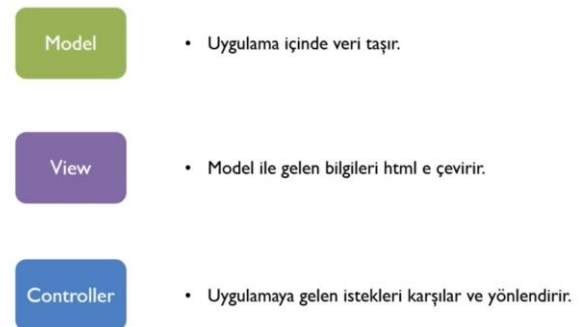 Model
• Uygulama içinde veri taşır.
View
• Model ile gelen bilgileri html e çevirir.
Controller
• Uygulamaya gelen istekleri karşılar ve yönlendirir.